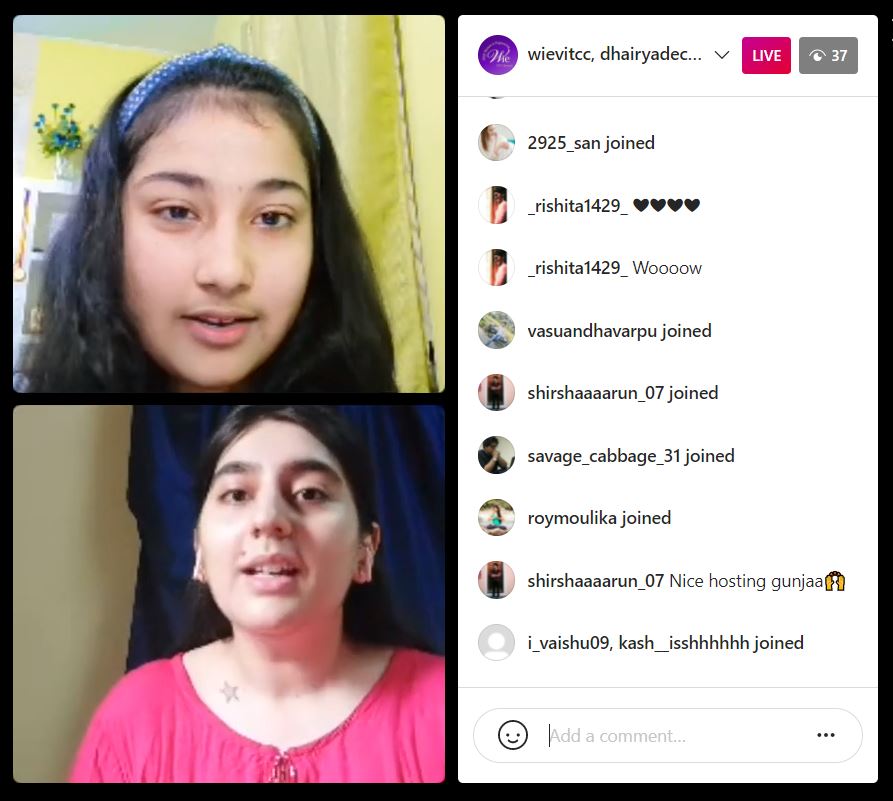 Wie
wievitcc, dhairyadec...
LIVE
37
2925_san joined
_rishita1429_ ♥♥♥♥
_rishita1429_ Woooow
vasuandhavarpu joined
shirshaaaarun_07 joined
savage_cabbage_31 joined
roymoulika joined
shirshaaaarun_07 Nice hosting gunjaa🙌
i_vaishu09, kash__isshhhhhh joined
Add a comment...